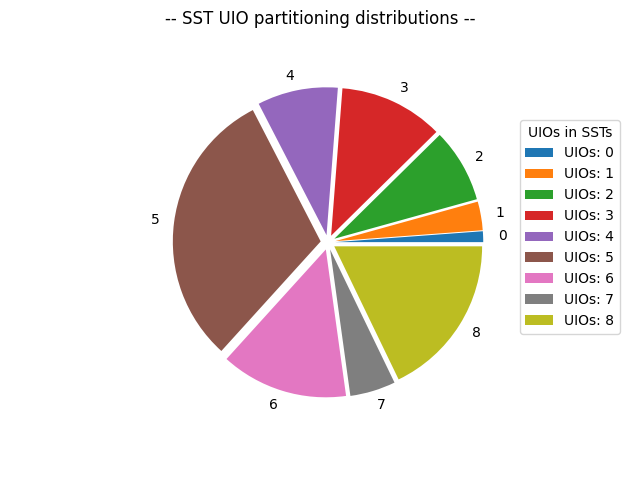 -- SST UIO partitioning distributions --
4
3
2
1
0
5
6
7
8
UIOs in SSTs
UIOs: 0
UIOs: 1
UIOs: 2
UIOs: 3
UIOs: 4
UIOs: 5
UIOs: 6
UIOs: 7
UIOs: 8